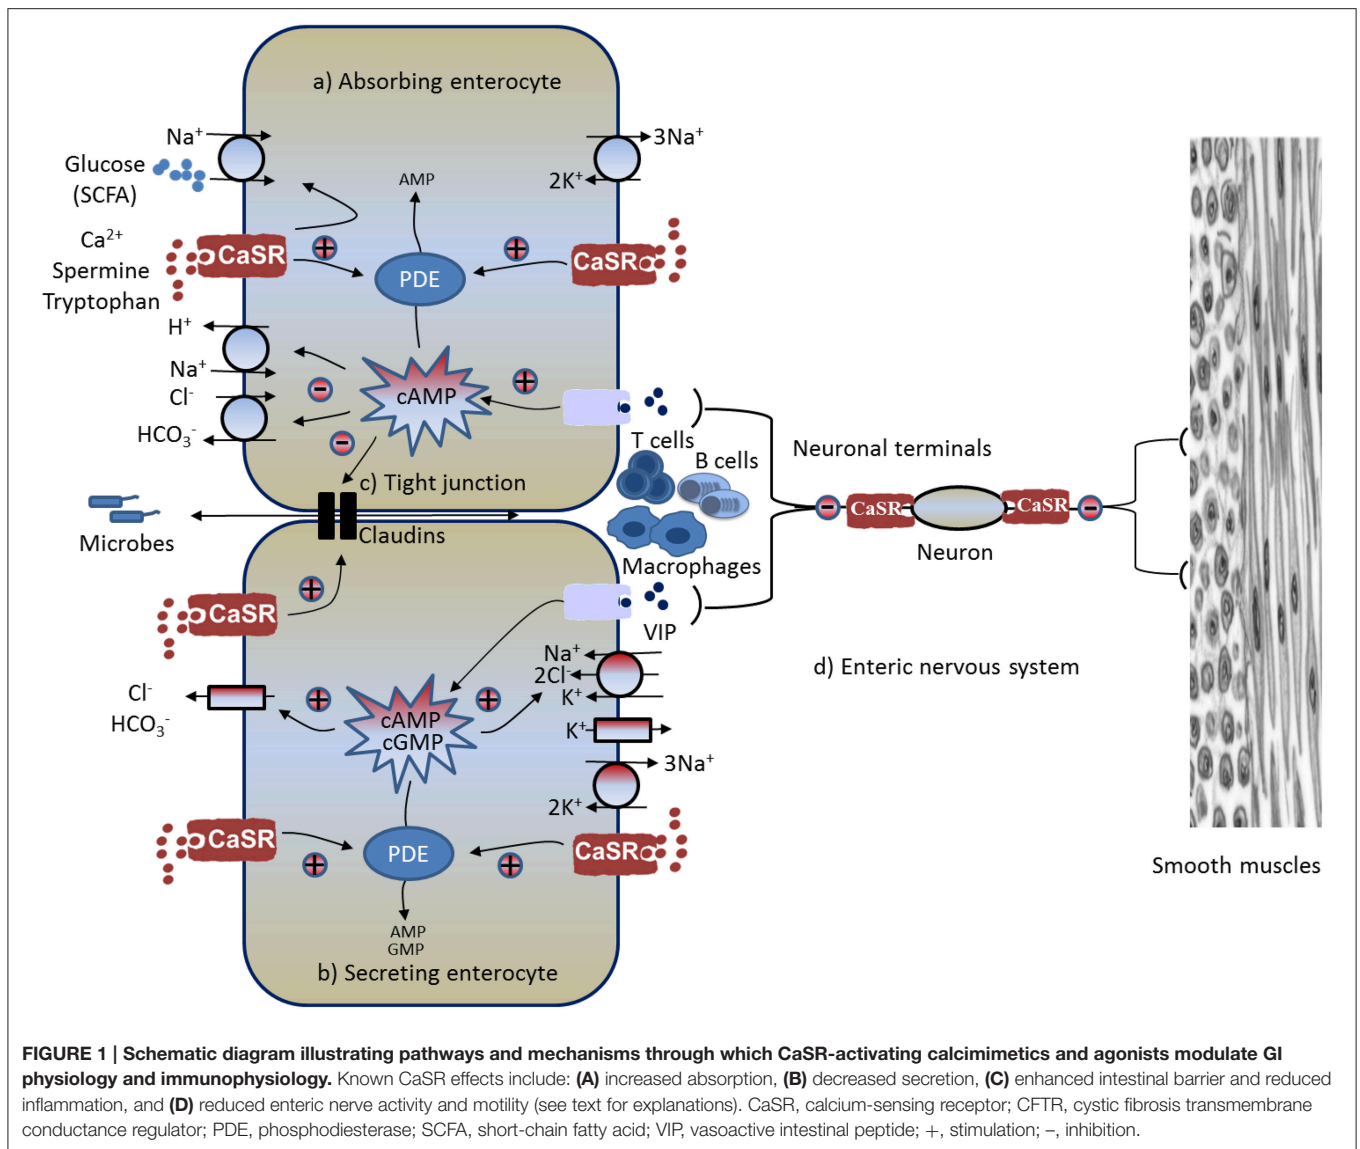 a) Absorbing enterocyte
Na⁺
3Na⁺
Glucose
(SCFA)
2K⁺
AMP
Ca²⁺
Spermine
Tryptophan
CaSR
+
PDE
+
CaSR
H⁺
Na⁺
Cl⁻
HCO₃⁻
−
cAMP
+
−
T cells
B cells
Macrophages
c) Tight junction
Claudins
Microbes
Neuronal terminals
−
CaSR
CaSR
−
Neuron
CaSR
+
VIP
d) Enteric nervous system
Cl⁻
HCO₃⁻
+
cAMP
cGMP
+
Na⁺
2Cl⁻
K⁺
K⁺
3Na⁺
2K⁺
CaSR
+
PDE
+
CaSR
AMP
GMP
b) Secreting enterocyte
Smooth muscles
FIGURE 1 | Schematic diagram illustrating pathways and mechanisms through which CaSR-activating calcimimetics and agonists modulate GI
physiology and immunophysiology. Known CaSR effects include: (A) increased absorption, (B) decreased secretion, (C) enhanced intestinal barrier and reduced
inflammation, and (D) reduced enteric nerve activity and motility (see text for explanations). CaSR, calcium-sensing receptor; CFTR, cystic fibrosis transmembrane
conductance regulator; PDE, phosphodiesterase; SCFA, short-chain fatty acid; VIP, vasoactive intestinal peptide; +, stimulation; –, inhibition.